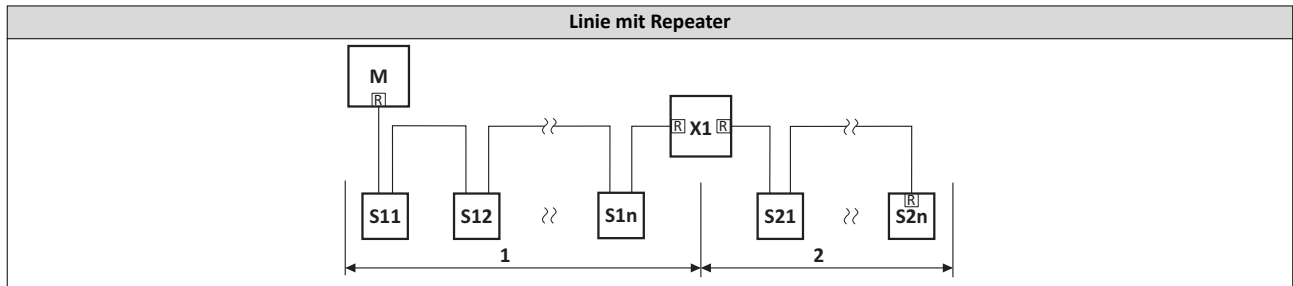 Linie mit Repeater
M
R
R X1 R
S11 S12 S1n S21 R S2n
1 2